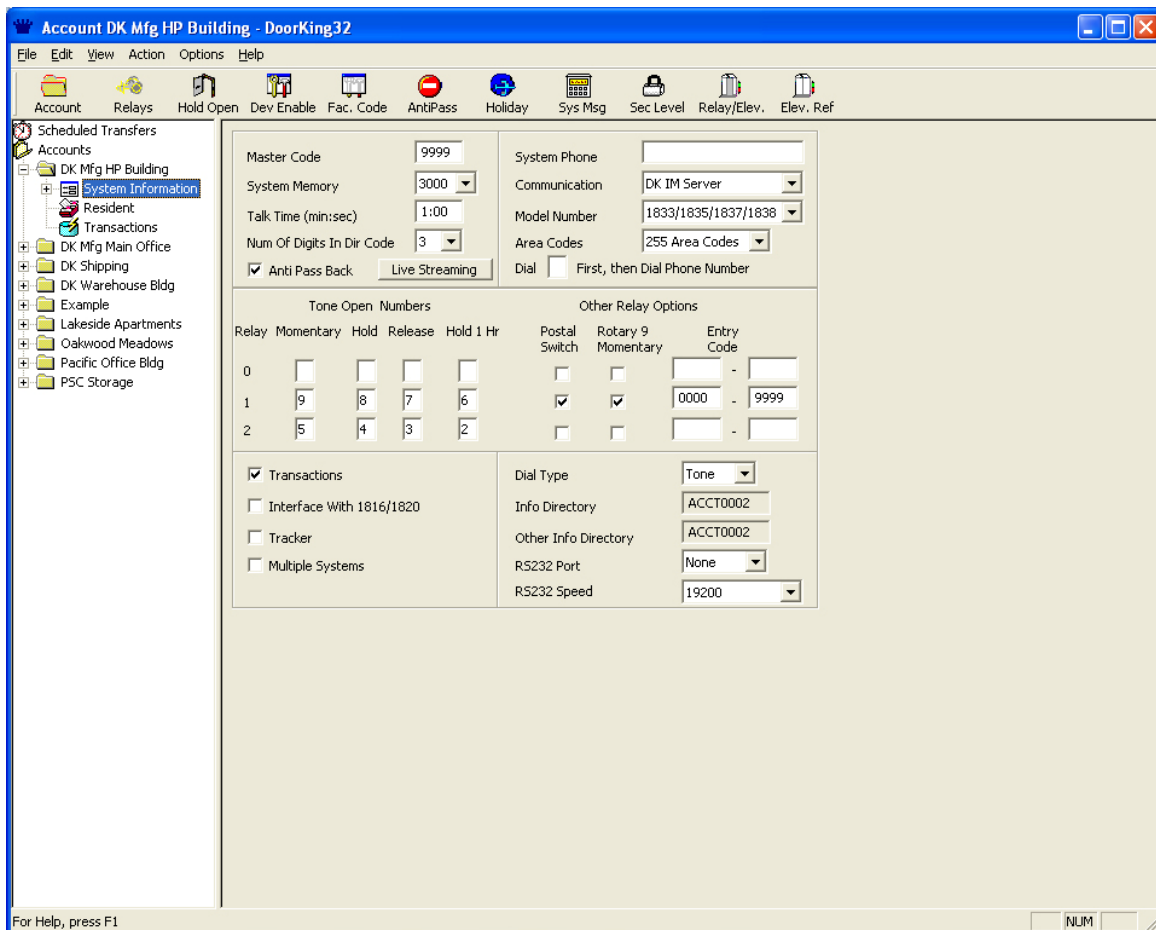 Account DK Mfg HP Building - DoorKing32
File Edit View Action Options Help
Account Relays Hold Open Dev Enable Fac. Code AntiPass Holiday Sys Msg Sec Level Relay/Elev. Elev. Ref
Scheduled Transfers
Accounts
DK Mfg HP Building
System Information
Resident
Transactions
DK Mfg Main Office
DK Shipping
DK Warehouse Bldg
Example
Lakeside Apartments
Oakwood Meadows
Pacific Office Bldg
PSC Storage
Master Code 9999
System Memory 3000
Talk Time (min:sec) 1:00
Num Of Digits In Dir Code 3
Anti Pass Back Live Streaming
System Phone
Communication DK IM Server
Model Number 1833/1835/1837/1838
Area Codes 255 Area Codes
Dial First, then Dial Phone Number
Tone Open Numbers
Other Relay Options
Relay Momentary Hold Release Hold 1 Hr Postal Switch Rotary 9 Momentary Entry Code
0 -
1 9 8 7 6 0000 - 9999
2 5 4 3 2 -
Transactions
Interface With 1816/1820
Tracker
Multiple Systems
Dial Type Tone
Info Directory ACCT0002
Other Info Directory ACCT0002
RS232 Port None
RS232 Speed 19200
For Help, press F1
NUM